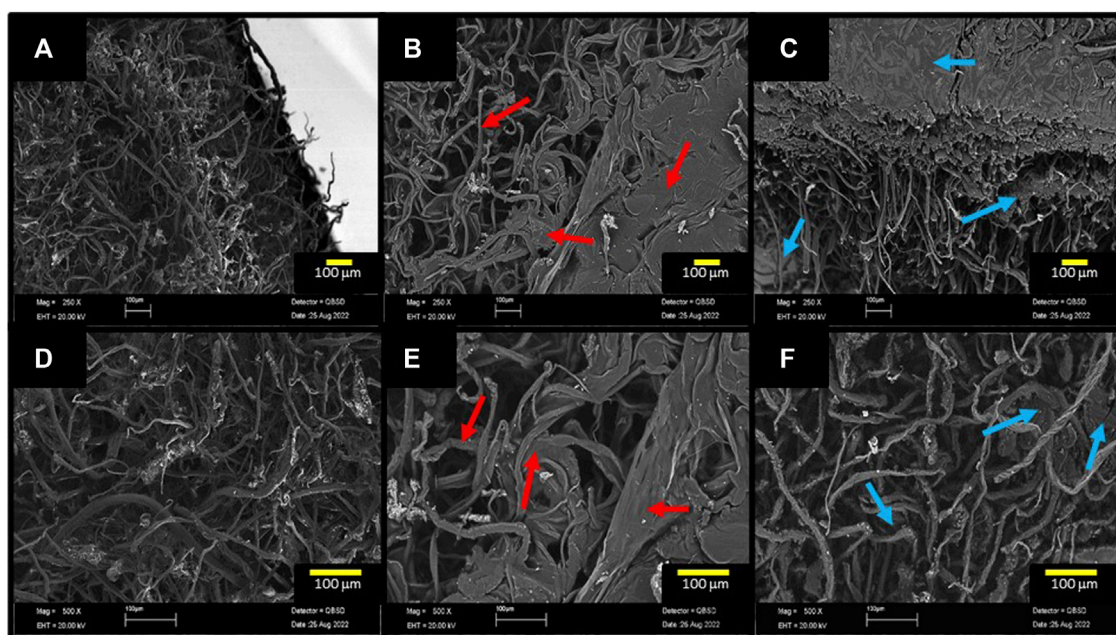 A
B
C
100 µm
100 µm
100 µm
Mag = 250 X
100µm
Detector = QBSD
EHT = 20.00 kV
Date :25 Aug 2022
Mag = 250 X
100µm
Detector = QBSD
EHT = 20.00 kV
Date :25 Aug 2022
Mag = 250 X
100µm
Detector = QBSD
EHT = 20.00 kV
Date :25 Aug 2022
D
E
F
100 µm
100 µm
100 µm
Mag = 500 X
100µm
Detector = QBSD
EHT = 20.00 kV
Date :25 Aug 2022
Mag = 500 X
100µm
Detector = QBSD
EHT = 20.00 kV
Date :25 Aug 2022
Mag = 500 X
Detector = QBSD
EHT = 20.00 kV
Date :25 Aug 2022